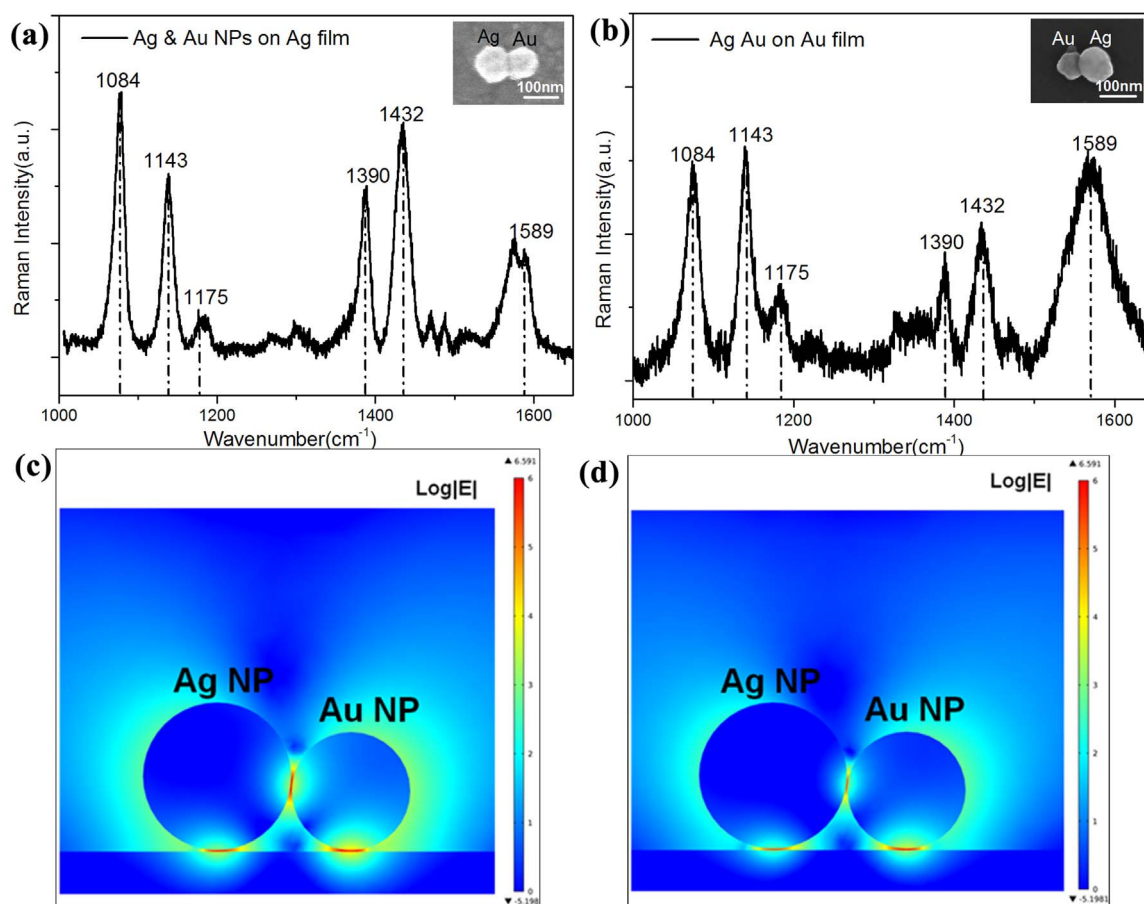 (a)
Ag & Au NPs on Ag film
Ag Au
100nm
1084
1143
1175
1390
1432
1589
Raman Intensity(a.u.)
1000 1200 1400 1600
Wavenumber(cm⁻¹)
(b)
Ag Au on Au film
Au Ag
100nm
1084
1143
1175
1390
1432
1589
Raman Intensity(a.u.)
1000 1200 1400 1600
Wavenumber(cm⁻¹)
(c)
Log|E|
▲ 6.591
6
5
4
3
2
1
0
▼ -5.198
Ag NP
Au NP
(d)
Log|E|
▲ 6.591
6
5
4
3
2
1
0
▼ -5.1981
Ag NP
Au NP